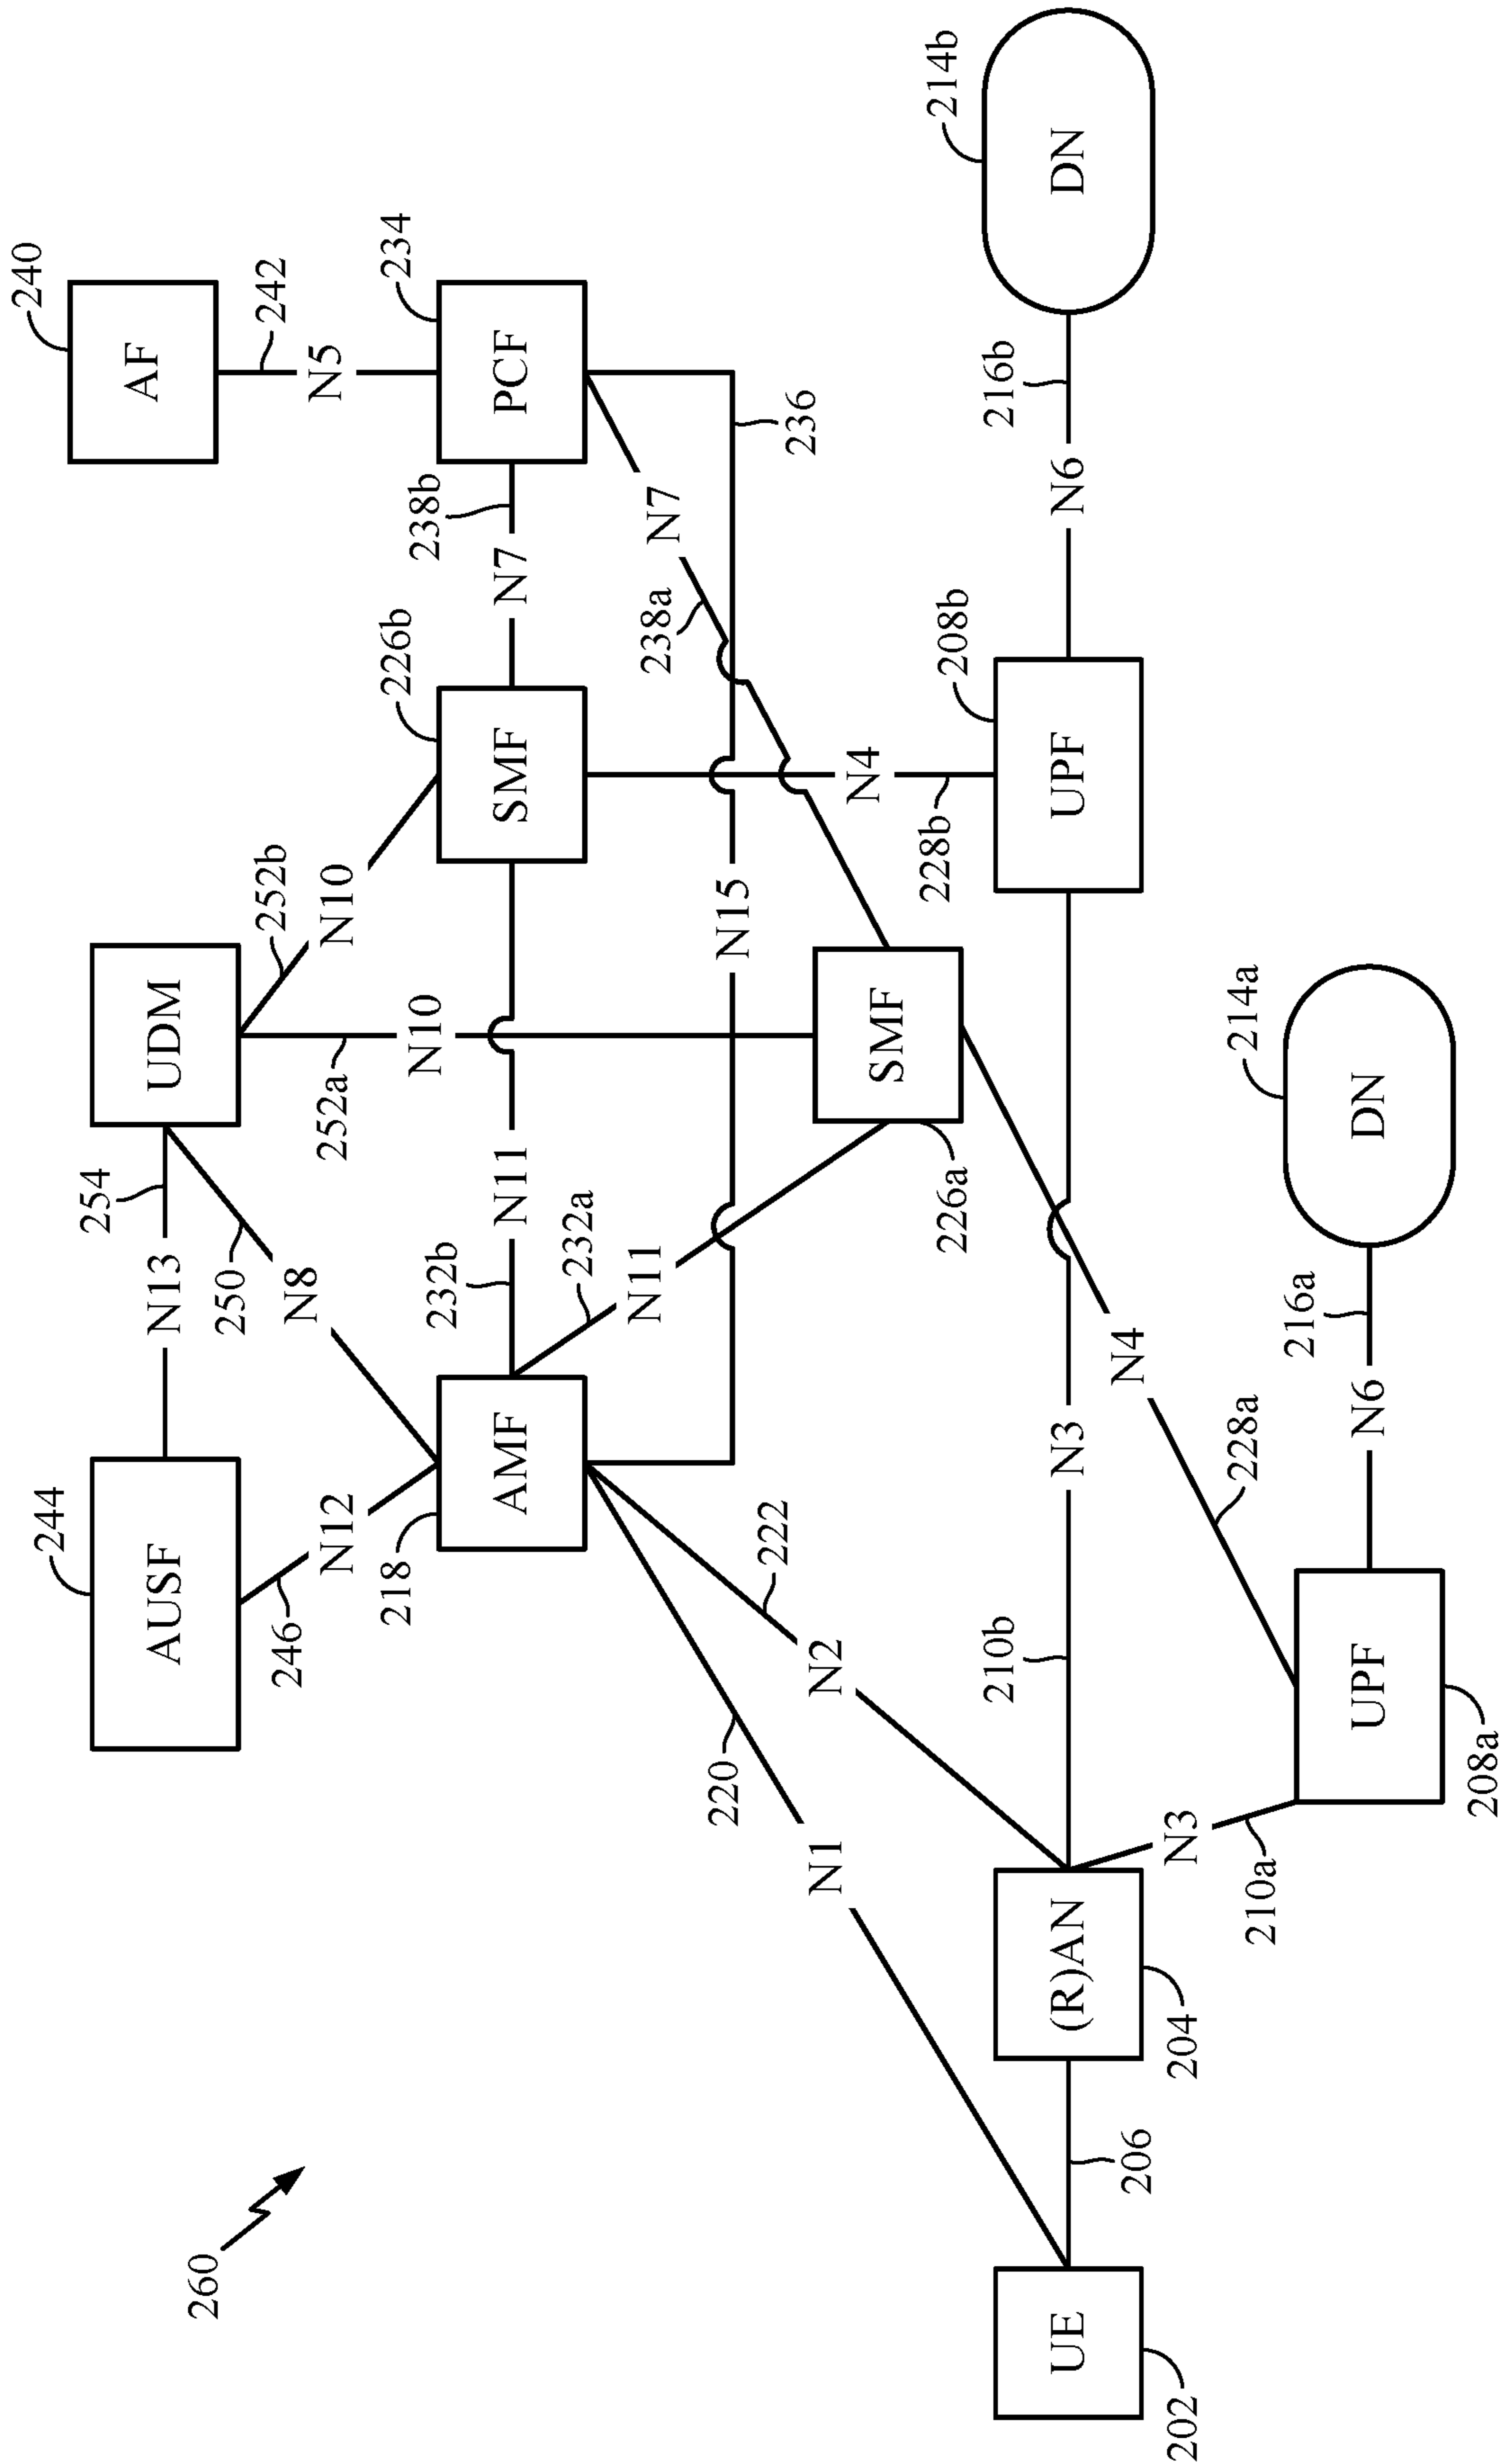 260
240
AF
242
N5
244
AUSF
N13
254
UDM
246
N12
N8
250
252a
N10
252b
N10
226b
234
PCF
238b
N7
SMF
N11
232b
AMF
218
232a
N11
N7
238a
236
N15
SMF
226a
220
222
N1
N2
N4
228b
208b
214b
UE
202
206
(R)AN
204
210b
N3
UPF
N6
216b
DN
N3
210a
N4
228a
214a
UPF
208a
N6
216a
DN